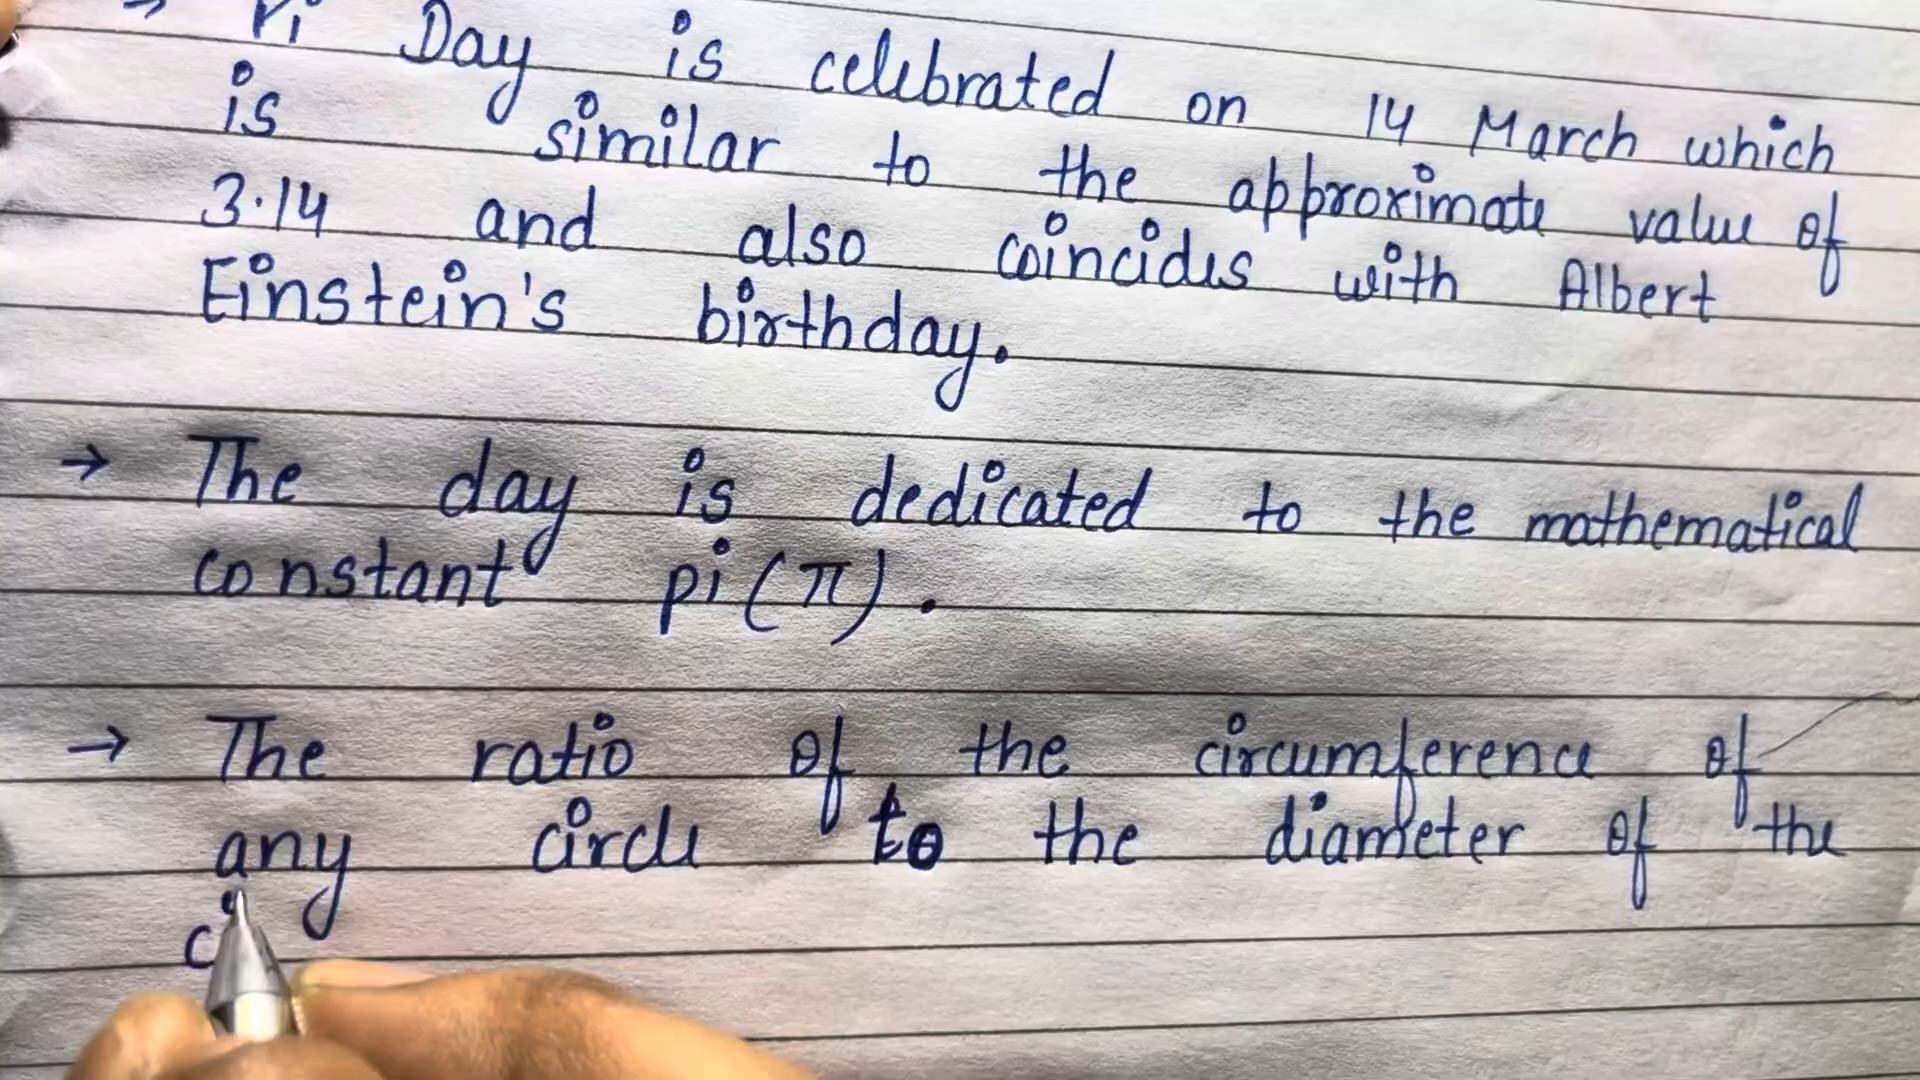 → Pi Day is celebrated on 14 March which
is similar to the approximate value of
3.14 and also coincides with Albert
Einstein's birthday.
→ The day is dedicated to the mathematical
constant pi (π).
→ The ratio of the circumference of
any circle to the diameter of the
ci